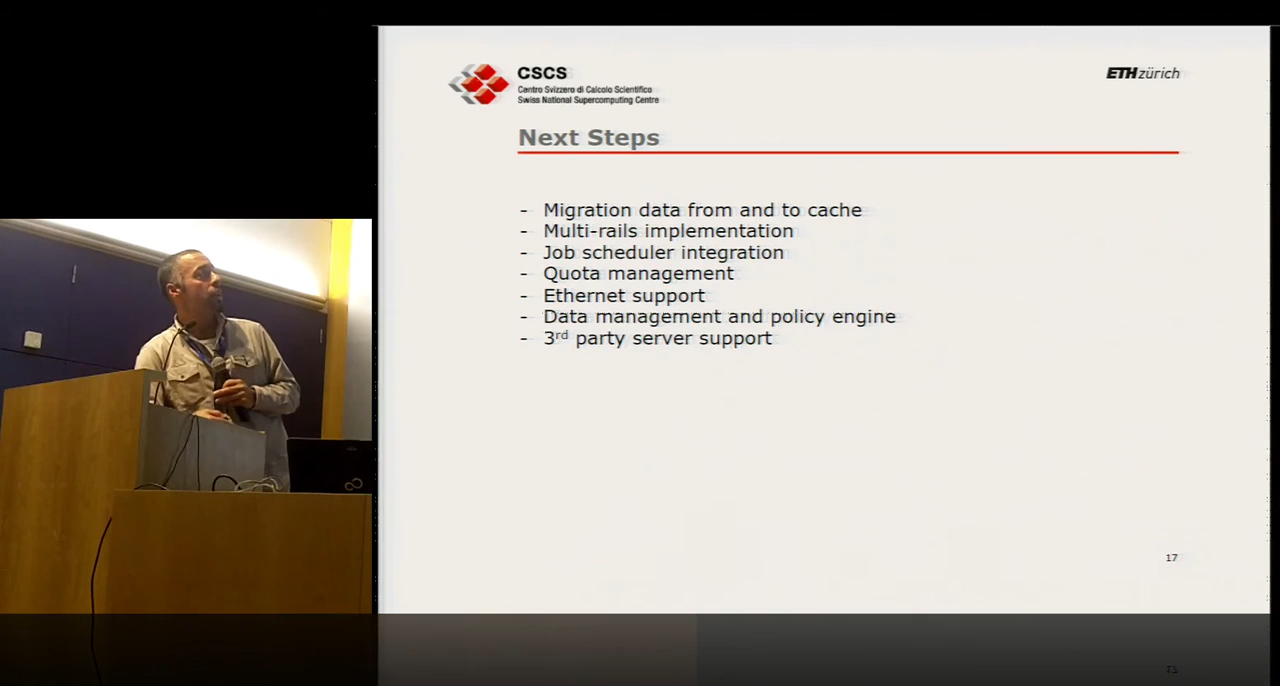 CSCS
Centro Svizzero di Calcolo Scientifico
Swiss National Supercomputing Centre
ETH zürich
Next Steps
- Migration data from and to cache
- Multi-rails implementation
- Job scheduler integration
- Quota management
- Ethernet support
- Data management and policy engine
- 3rd party server support
17